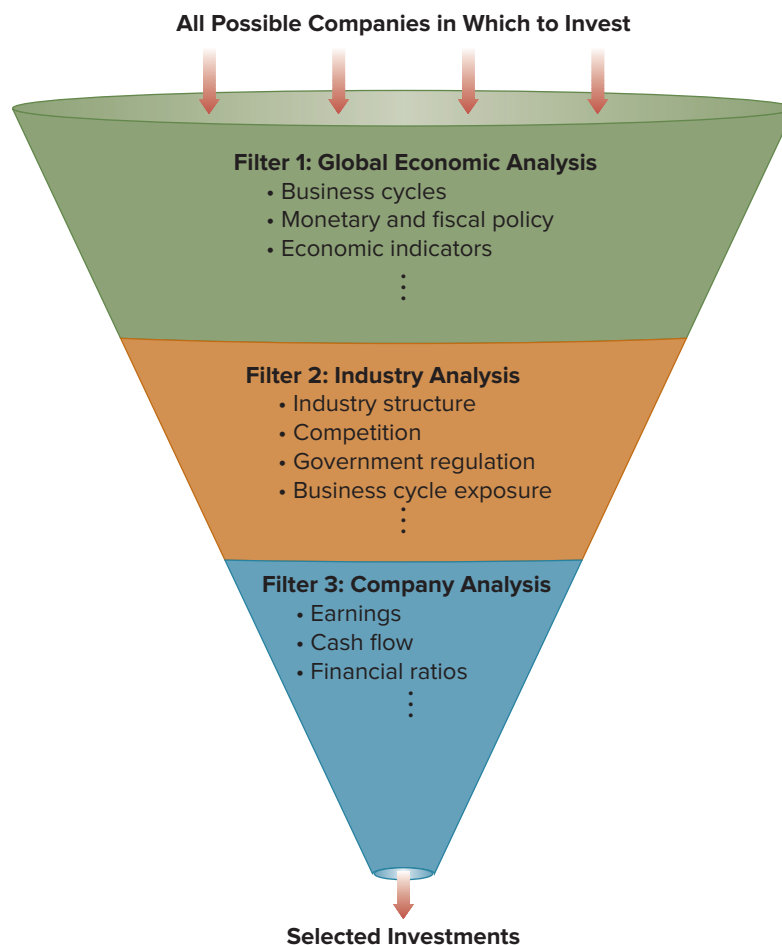 All Possible Companies in Which to Invest
Filter 1: Global Economic Analysis
• Business cycles
• Monetary and fiscal policy
• Economic indicators
⋮
Filter 2: Industry Analysis
• Industry structure
• Competition
• Government regulation
• Business cycle exposure
⋮
Filter 3: Company Analysis
• Earnings
• Cash flow
• Financial ratios
⋮
Selected Investments